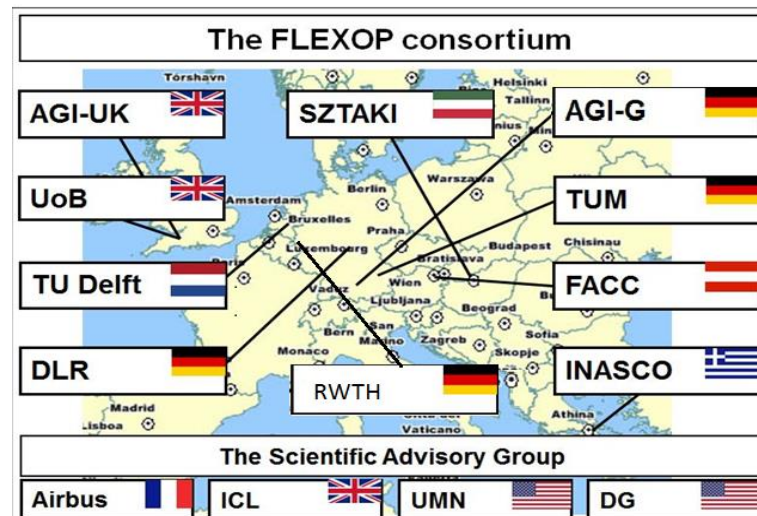 The FLEXOP consortium
AGI-UK
SZTAKI
AGI-G
UoB
TUM
TU Delft
FACC
DLR
RWTH
INASCO
Tórshavn
Helsinki
Tallinn
Berlin
Warszawa
Amsterdam
Bruxelles
Praha
Luxembourg
Bratislava
Budapest
Chisinau
Wien
Vaduz
Ljubljana
Bern
San
Marino
Beograd
Zagreb
Sofia
Skopje
Monaco
Madrid
Vaticano
Athina
The Scientific Advisory Group
Airbus
ICL
UMN
DG